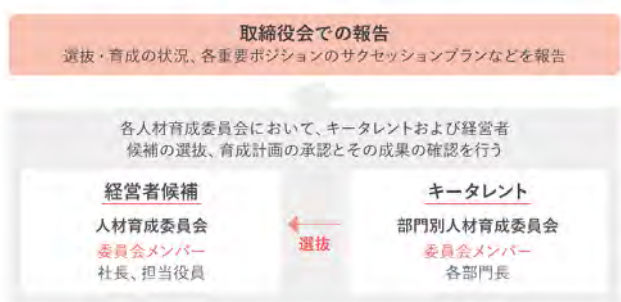 取締役会での報告
選抜・育成の状況、各重要ポジションのサクセッションプランなどを報告
各人材育成委員会において、キータレントおよび経営者
候補の選抜、育成計画の承認とその成果の確認を行う
経営者候補
人材育成委員会
委員会メンバー
社長、担当役員
選抜
キータレント
部門別人材育成委員会
委員会メンバー
各部門長